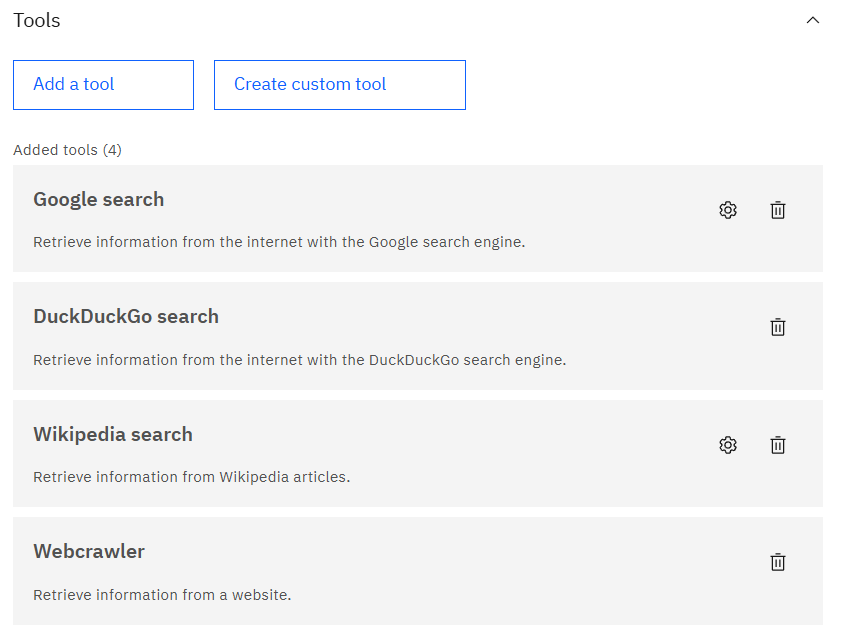 Tools
Add a tool
Create custom tool
Added tools (4)
Google search
Retrieve information from the internet with the Google search engine.
DuckDuckGo search
Retrieve information from the internet with the DuckDuckGo search engine.
Wikipedia search
Retrieve information from Wikipedia articles.
Webcrawler
Retrieve information from a website.